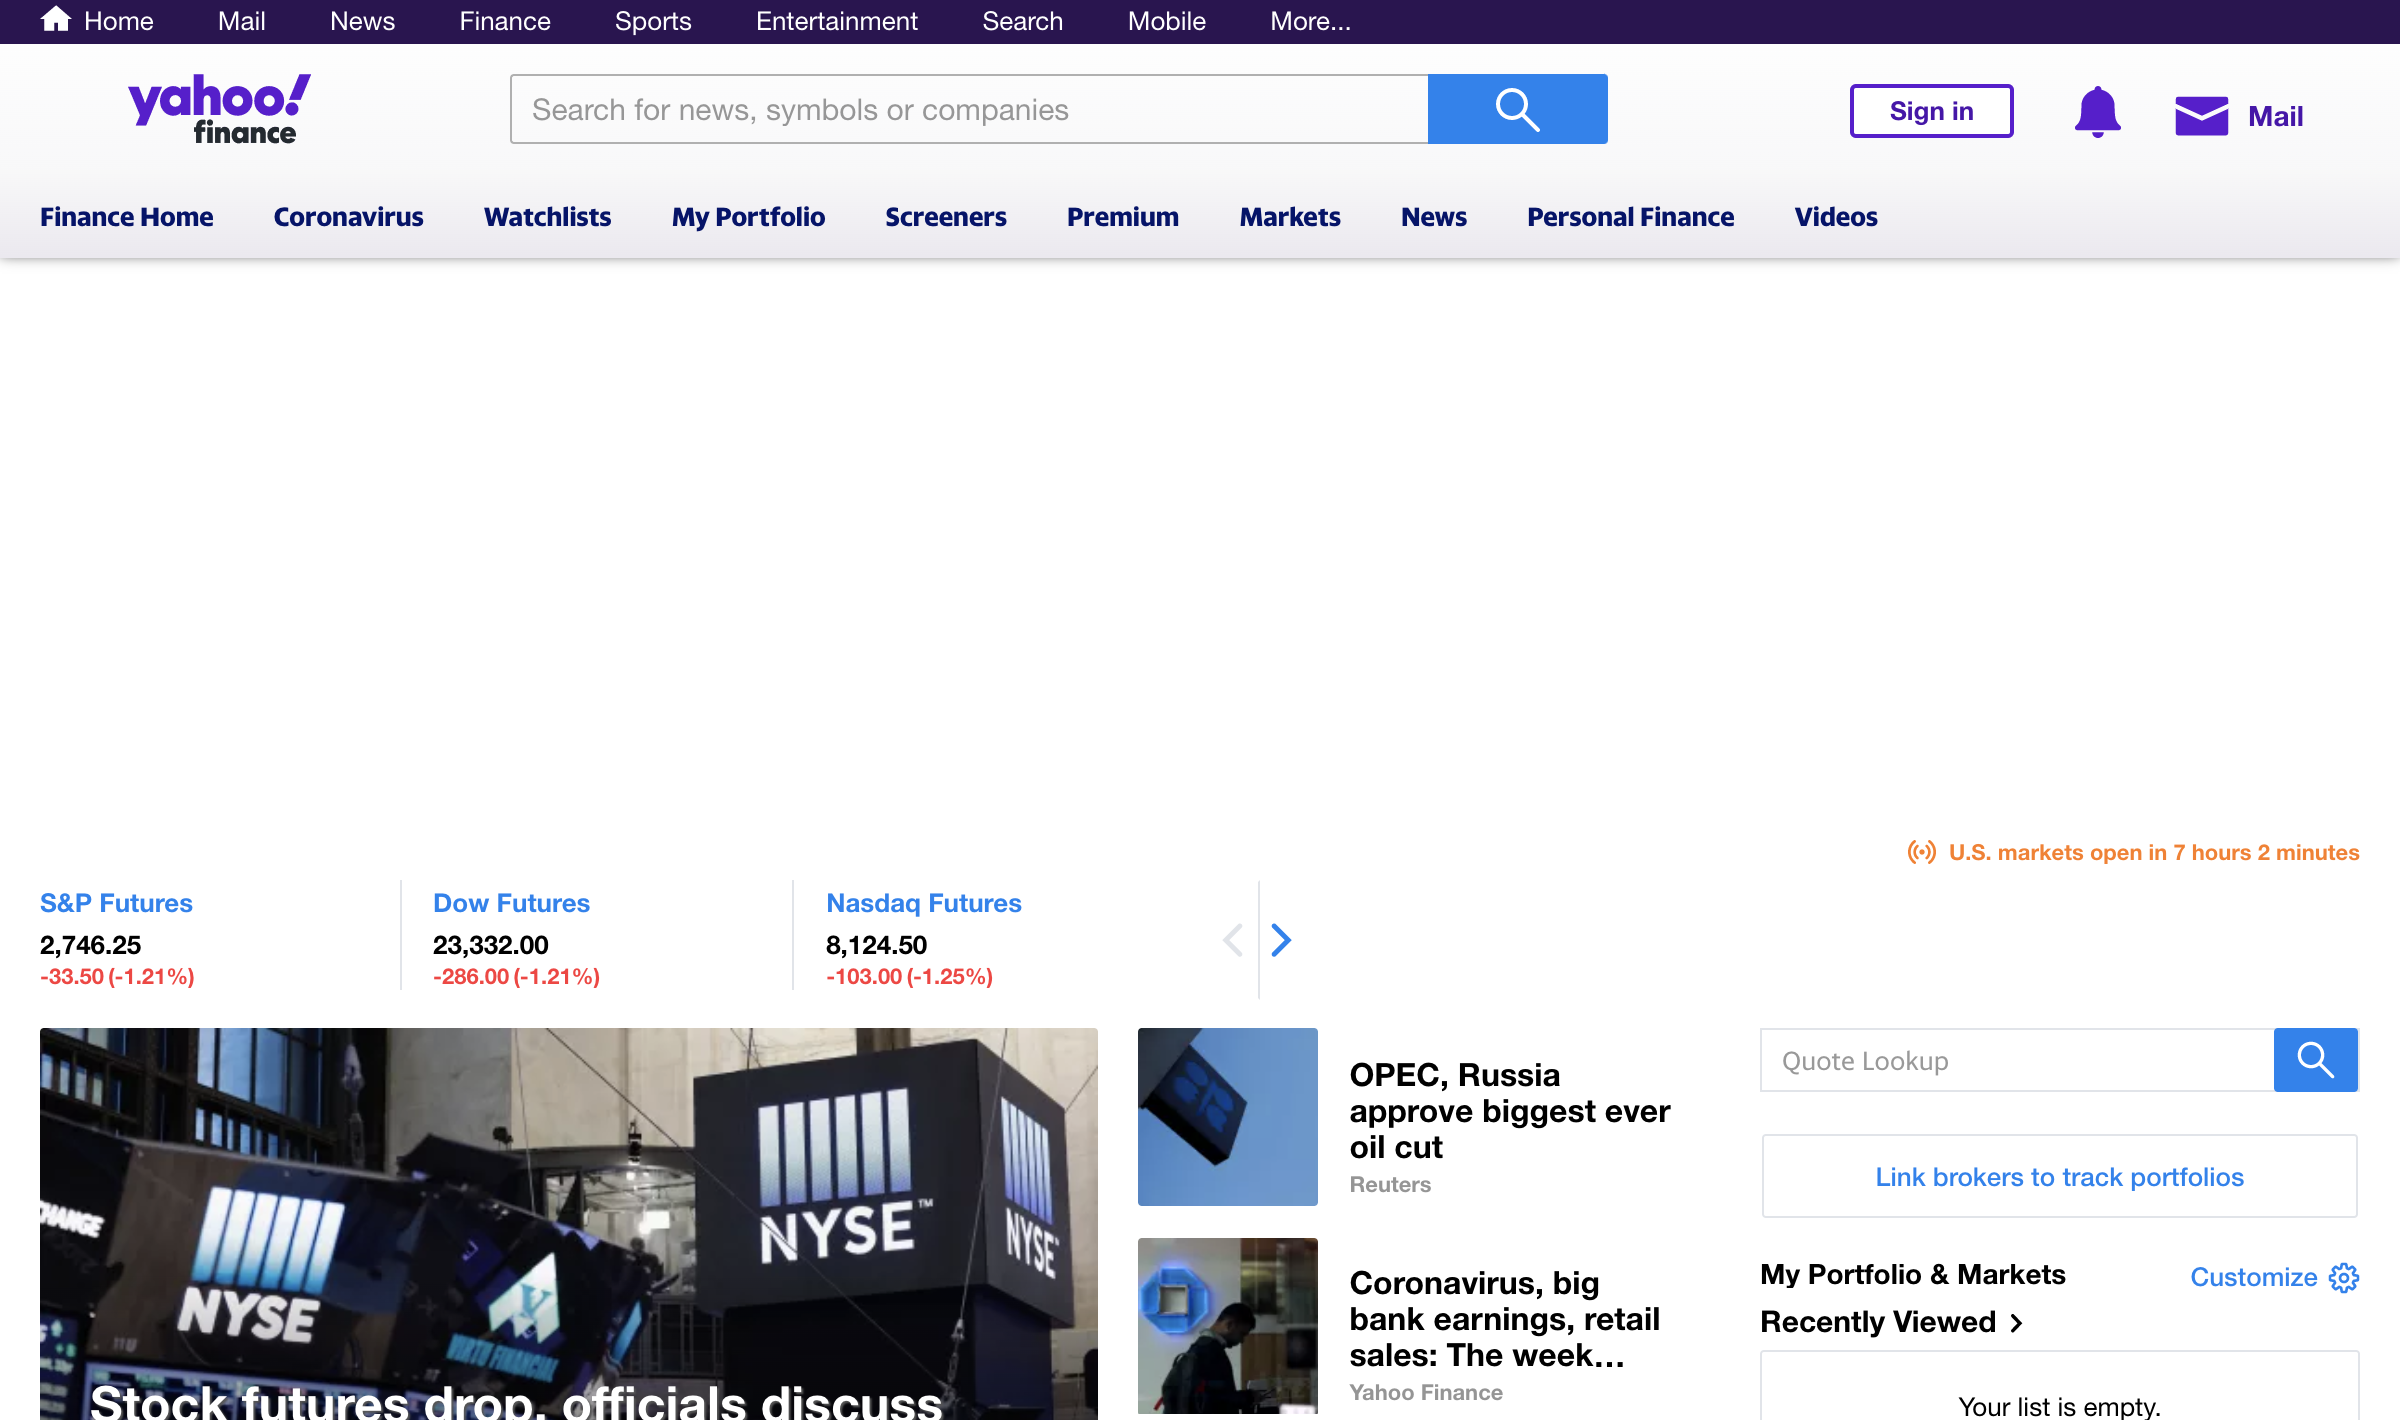 Home Mail News Finance Sports Entertainment Search Mobile More...
yahoo!
finance
Search for news, symbols or companies
Sign in
Mail
Finance Home Coronavirus Watchlists My Portfolio Screeners Premium Markets News Personal Finance Videos
U.S. markets open in 7 hours 2 minutes
S&P Futures
2,746.25
-33.50 (-1.21%)
Dow Futures
23,332.00
-286.00 (-1.21%)
Nasdaq Futures
8,124.50
-103.00 (-1.25%)
NYSE™
NYSE
NYSE
VIRTU FINANCIAL
Stock futures drop, officials discuss
OPEC, Russia
approve biggest ever
oil cut
Reuters
Coronavirus, big
bank earnings, retail
sales: The week...
Yahoo Finance
Quote Lookup
Link brokers to track portfolios
My Portfolio & Markets
Customize
Recently Viewed
Your list is empty.